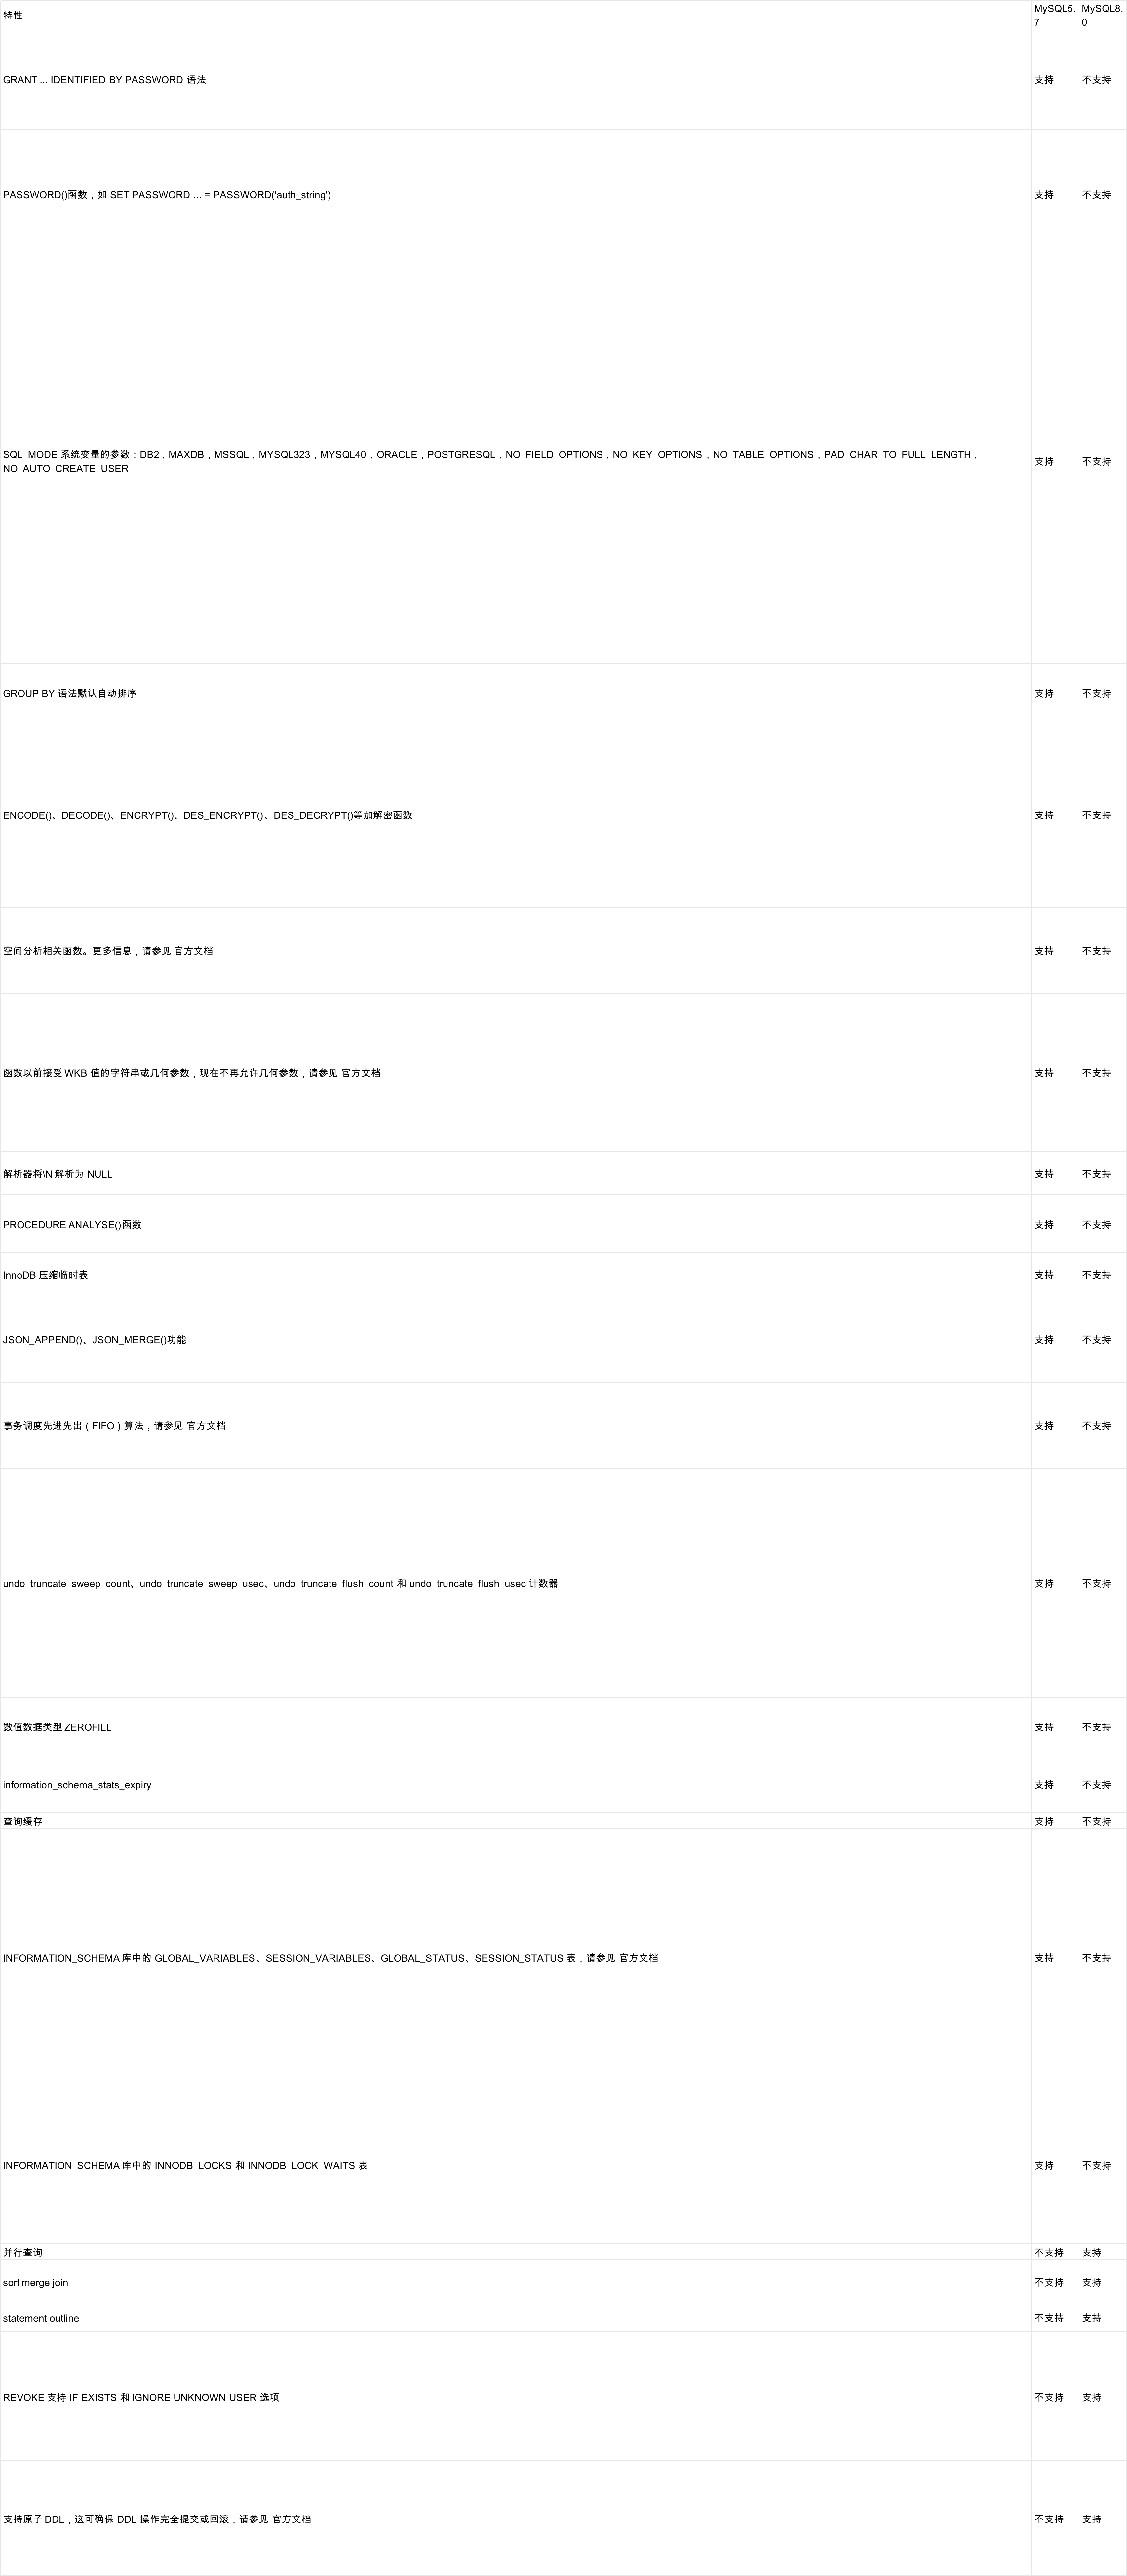 特性
MySQL5.
7
MySQL8.
0
GRANT ... IDENTIFIED BY PASSWORD 语法
支持
不支持
PASSWORD()函数，如 SET PASSWORD ... = PASSWORD('auth_string')
支持
不支持
SQL_MODE 系统变量的参数：DB2，MAXDB，MSSQL，MYSQL323，MYSQL40，ORACLE，POSTGRESQL，NO_FIELD_OPTIONS，NO_KEY_OPTIONS，NO_TABLE_OPTIONS，PAD_CHAR_TO_FULL_LENGTH，
NO_AUTO_CREATE_USER
支持
不支持
GROUP BY 语法默认自动排序
支持
不支持
ENCODE()、DECODE()、ENCRYPT()、DES_ENCRYPT()、DES_DECRYPT()等加解密函数
支持
不支持
空间分析相关函数。更多信息，请参见 官方文档
支持
不支持
函数以前接受 WKB 值的字符串或几何参数，现在不再允许几何参数，请参见 官方文档
支持
不支持
解析器将\N 解析为 NULL
支持
不支持
PROCEDURE ANALYSE()函数
支持
不支持
InnoDB 压缩临时表
支持
不支持
JSON_APPEND()、JSON_MERGE()功能
支持
不支持
事务调度先进先出（FIFO）算法，请参见 官方文档
支持
不支持
undo_truncate_sweep_count、undo_truncate_sweep_usec、undo_truncate_flush_count 和 undo_truncate_flush_usec 计数器
支持
不支持
数值数据类型 ZEROFILL
支持
不支持
information_schema_stats_expiry
支持
不支持
查询缓存
支持
不支持
INFORMATION_SCHEMA 库中的 GLOBAL_VARIABLES、SESSION_VARIABLES、GLOBAL_STATUS、SESSION_STATUS 表，请参见 官方文档
支持
不支持
INFORMATION_SCHEMA 库中的 INNODB_LOCKS 和 INNODB_LOCK_WAITS 表
支持
不支持
并行查询
不支持
支持
sort merge join
不支持
支持
statement outline
不支持
支持
REVOKE 支持 IF EXISTS 和 IGNORE UNKNOWN USER 选项
不支持
支持
支持原子 DDL，这可确保 DDL 操作完全提交或回滚，请参见 官方文档
不支持
支持